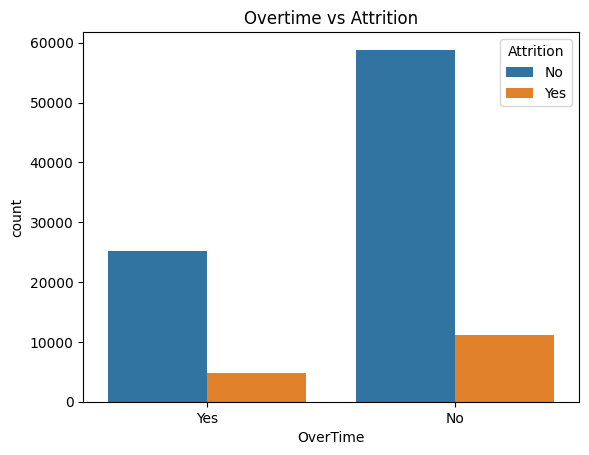 Overtime vs Attrition
60000
50000
40000
30000
20000
10000
0
count
Attrition
No
Yes
Yes No
OverTime